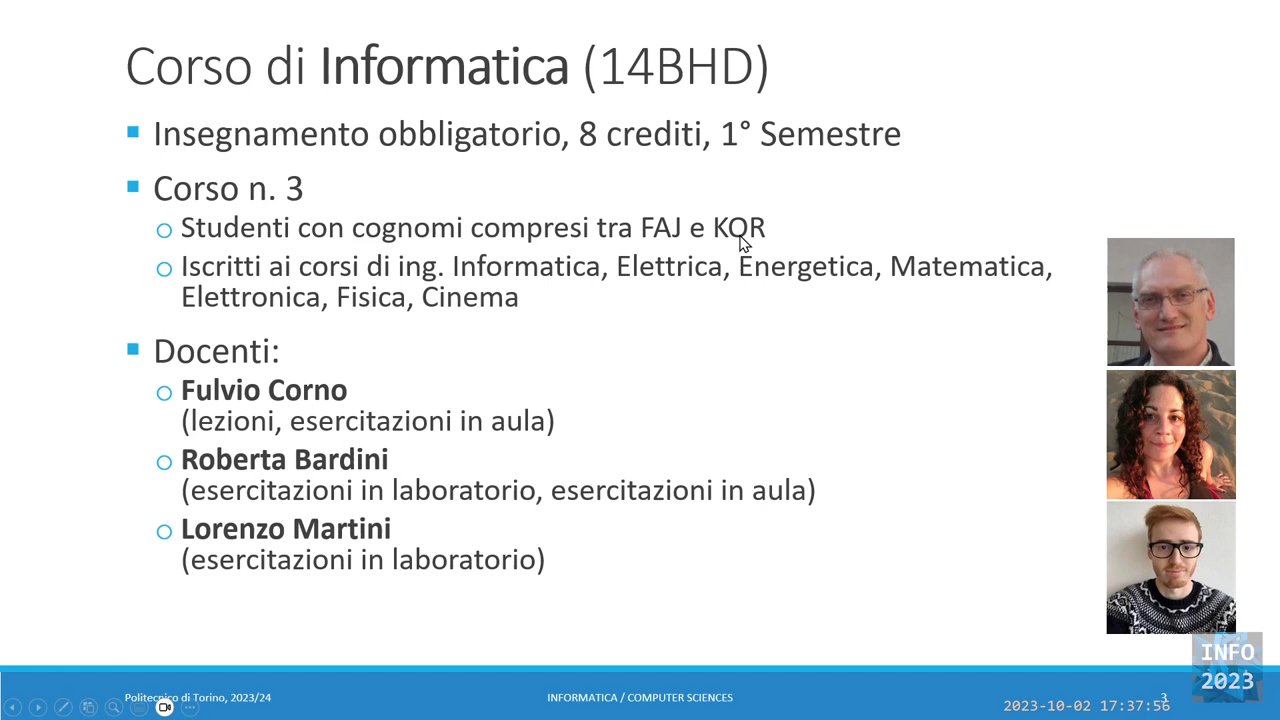 Corso di Informatica (14BHD)
Insegnamento obbligatorio, 8 crediti, 1° Semestre
Corso n. 3
Studenti con cognomi compresi tra FAJ e KOR
Iscritti ai corsi di ing. Informatica, Elettrica, Energetica, Matematica,
Elettronica, Fisica, Cinema
Docenti:
Fulvio Corno
(lezioni, esercitazioni in aula)
Roberta Bardini
(esercitazioni in laboratorio, esercitazioni in aula)
Lorenzo Martini
(esercitazioni in laboratorio)
INFO
2023
Politecnico di Torino, 2023/24
INFORMATICA / COMPUTER SCIENCES
3
2023-10-02 17:37:56